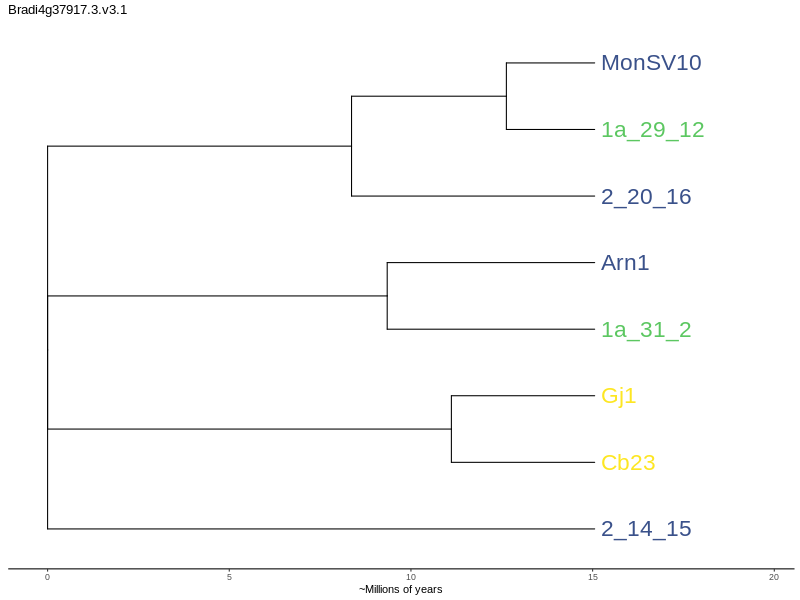 Bradi4g37917.3.v3.1
MonSV10
1a_29_12
2_20_16
Arn1
1a_31_2
Gj1
Cb23
2_14_15
0 5 10 15 20
~Millions of years